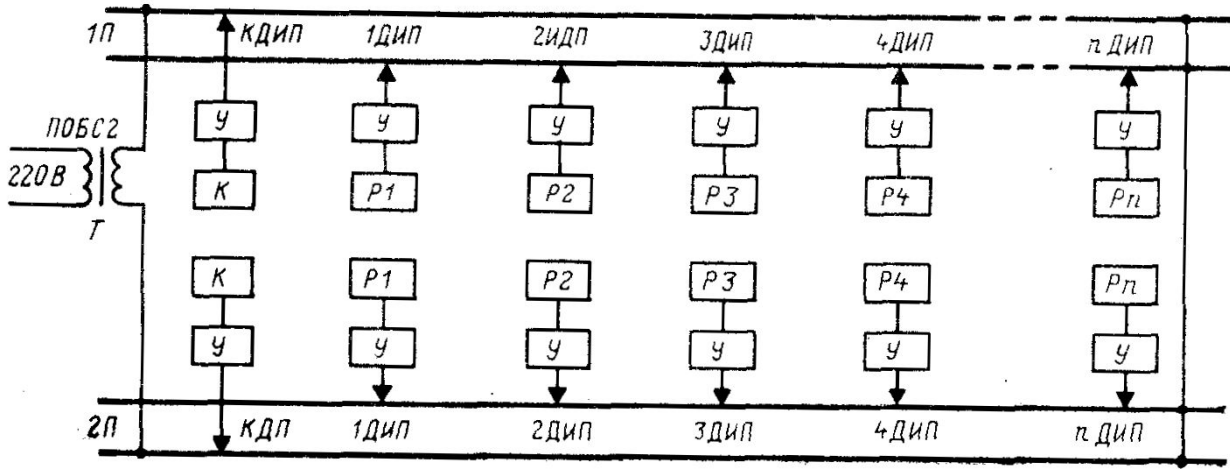 1П КДИП 1ДИП 2ИДП 3ДИП 4ДИП n ДИП
У У У У У У
ПОБС2
220В
К Р1 Р2 Р3 Р4 Рn
Т
К Р1 Р2 Р3 Р4 Рn
У У У У У У
2П КДП 1ДИП 2ДИП 3ДИП 4ДИП n ДИП